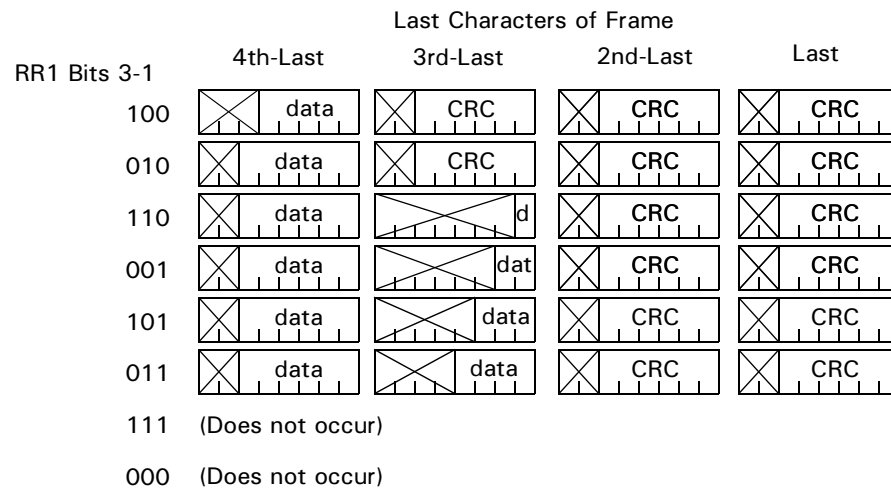 Last Characters of Frame
RR1 Bits 3-1 4th-Last 3rd-Last 2nd-Last Last
100 data CRC CRC CRC
010 data CRC CRC CRC
110 data d CRC CRC
001 data dat CRC CRC
101 data data CRC CRC
011 data data CRC CRC
111 (Does not occur)
000 (Does not occur)